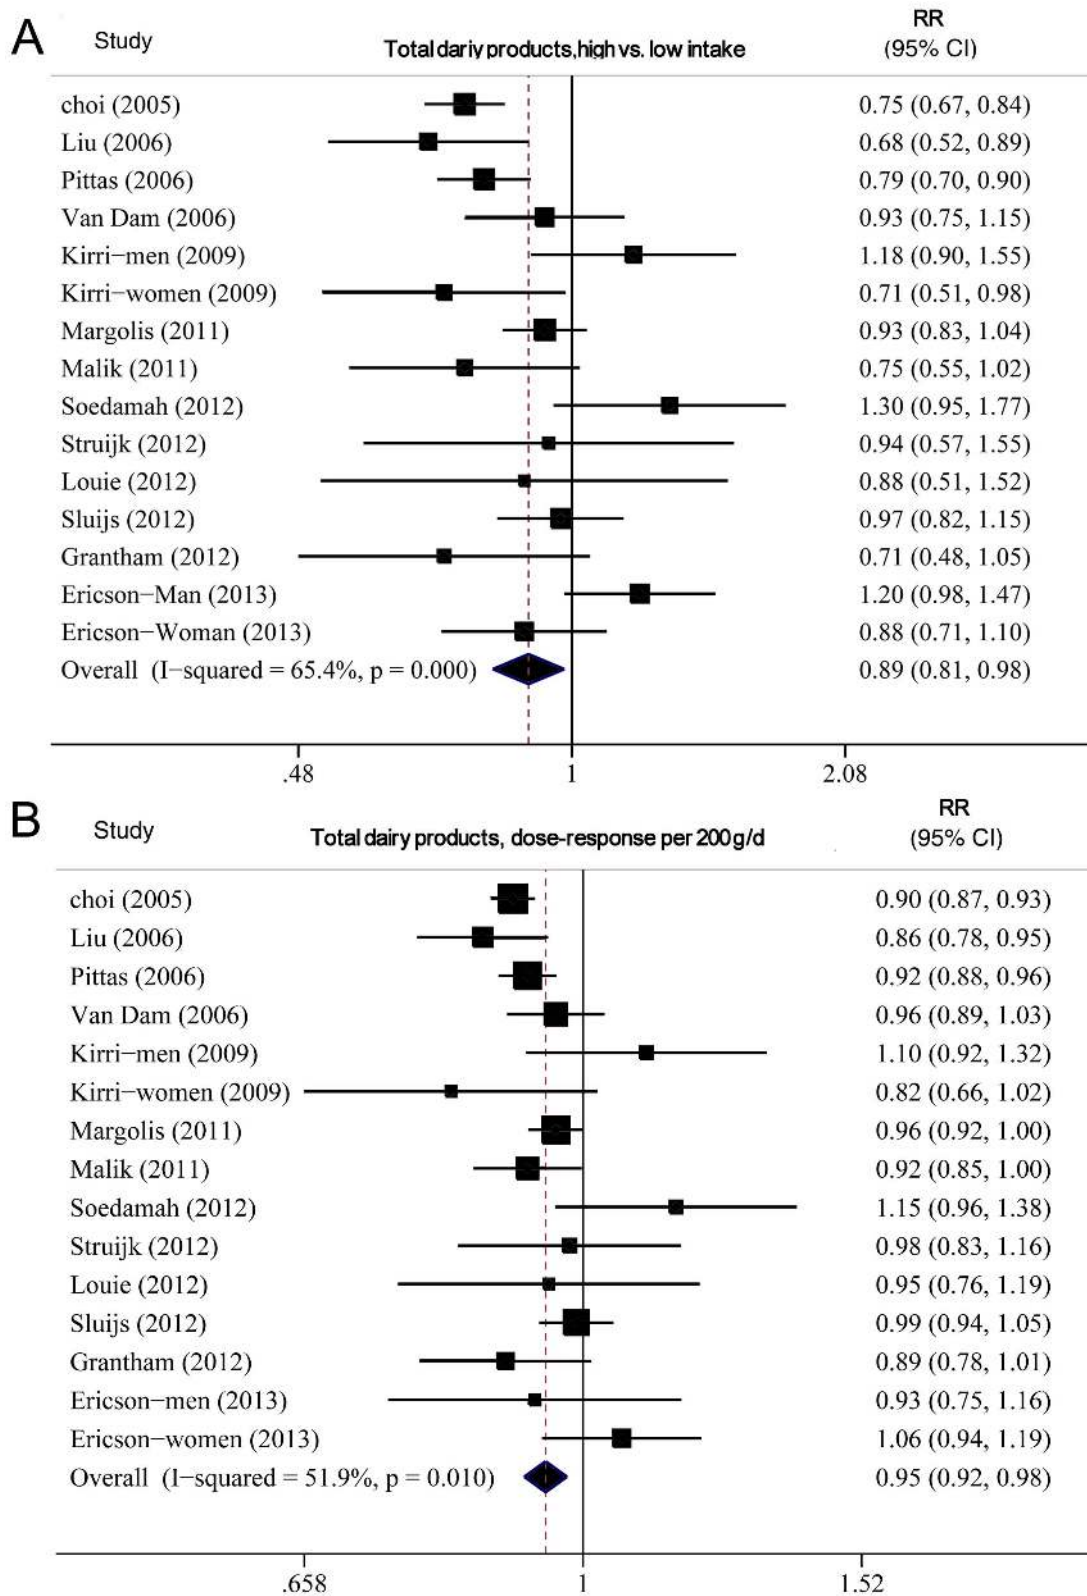 A
Study
Total dariy products,high vs. low intake
RR
(95% CI)
choi (2005) 0.75 (0.67, 0.84)
Liu (2006) 0.68 (0.52, 0.89)
Pittas (2006) 0.79 (0.70, 0.90)
Van Dam (2006) 0.93 (0.75, 1.15)
Kirri−men (2009) 1.18 (0.90, 1.55)
Kirri−women (2009) 0.71 (0.51, 0.98)
Margolis (2011) 0.93 (0.83, 1.04)
Malik (2011) 0.75 (0.55, 1.02)
Soedamah (2012) 1.30 (0.95, 1.77)
Struijk (2012) 0.94 (0.57, 1.55)
Louie (2012) 0.88 (0.51, 1.52)
Sluijs (2012) 0.97 (0.82, 1.15)
Grantham (2012) 0.71 (0.48, 1.05)
Ericson−Man (2013) 1.20 (0.98, 1.47)
Ericson−Woman (2013) 0.88 (0.71, 1.10)
Overall (I−squared = 65.4%, p = 0.000) 0.89 (0.81, 0.98)
.48 1 2.08
B
Study
Total dairy products, dose-response per 200g/d
RR
(95% CI)
choi (2005) 0.90 (0.87, 0.93)
Liu (2006) 0.86 (0.78, 0.95)
Pittas (2006) 0.92 (0.88, 0.96)
Van Dam (2006) 0.96 (0.89, 1.03)
Kirri−men (2009) 1.10 (0.92, 1.32)
Kirri−women (2009) 0.82 (0.66, 1.02)
Margolis (2011) 0.96 (0.92, 1.00)
Malik (2011) 0.92 (0.85, 1.00)
Soedamah (2012) 1.15 (0.96, 1.38)
Struijk (2012) 0.98 (0.83, 1.16)
Louie (2012) 0.95 (0.76, 1.19)
Sluijs (2012) 0.99 (0.94, 1.05)
Grantham (2012) 0.89 (0.78, 1.01)
Ericson−men (2013) 0.93 (0.75, 1.16)
Ericson−women (2013) 1.06 (0.94, 1.19)
Overall (I−squared = 51.9%, p = 0.010) 0.95 (0.92, 0.98)
.658 1 1.52